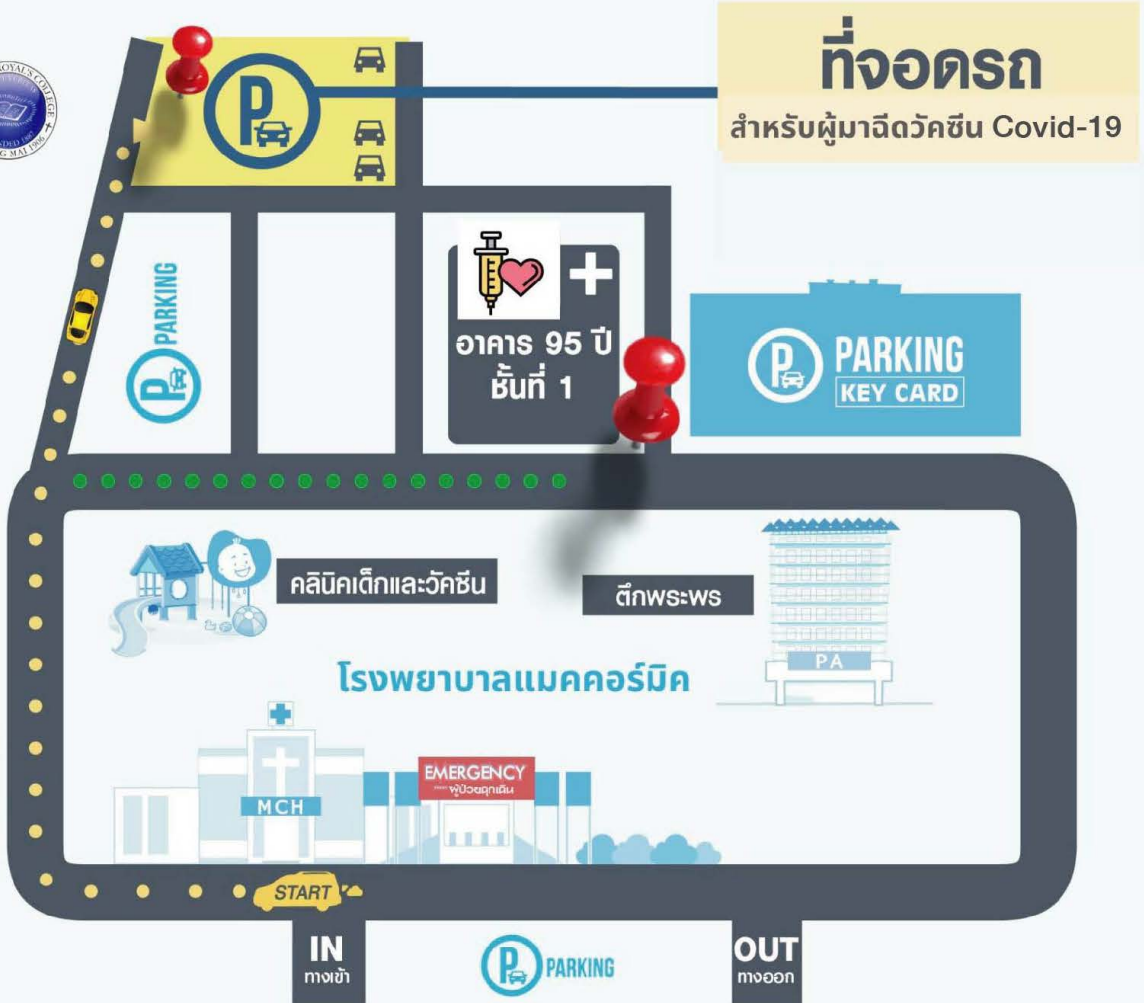 ที่จอดรถ
สำหรับผู้มาฉีดวัคซีน Covid-19
P
PARKING
P
อาคาร 95 ปี
ชั้นที่ 1
P
PARKING
KEY CARD
คลินิคเด็กและวัคซีน
ตึกพระพร
PA
โรงพยาบาลแมคคอร์มิค
EMERGENCY
ผู้ป่วยฉุกเฉิน
MCH
START
IN
ทางเข้า
P
PARKING
OUT
ทางออก